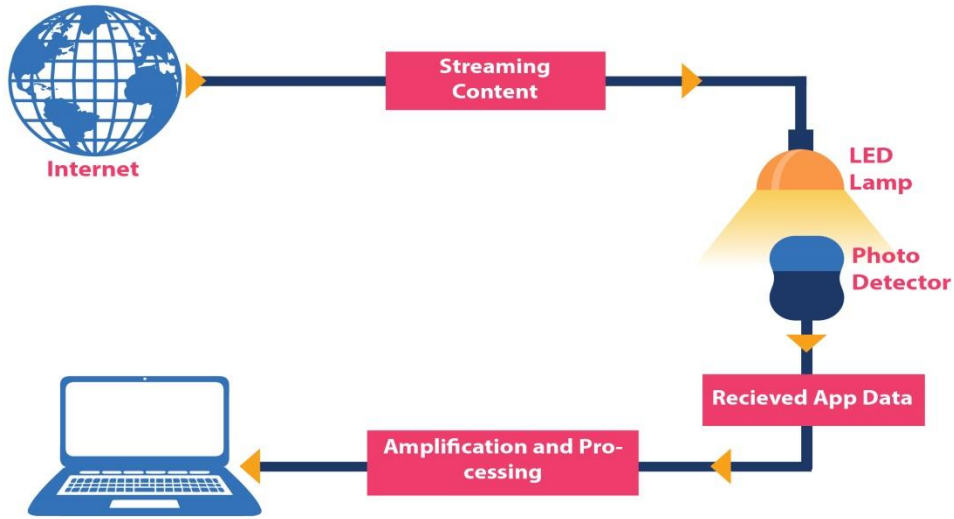 Streaming
Content
Internet
LED
Lamp
Photo
Detector
Recieved App Data
Amplification and Pro-
cessing